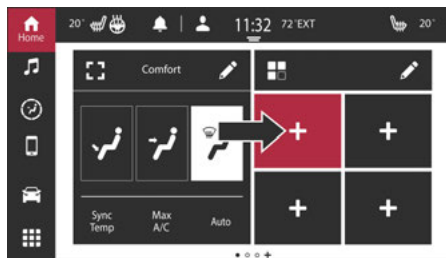 20° 11:32 72°EXT 20°
Home
Comfort
Sync Temp
Max A/C
Auto